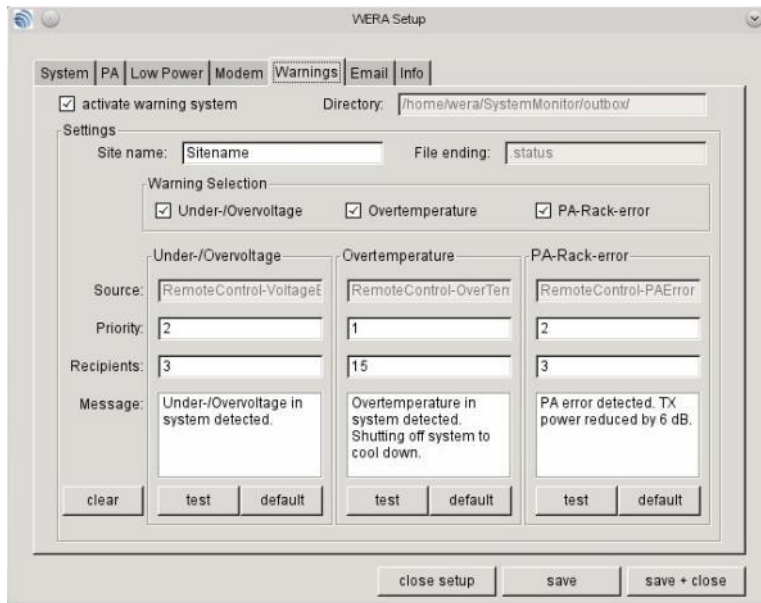 WERA Setup
System PA Low Power Modem Warnings Email Info
activate warning system Directory: /home/wera/SystemMonitor/outbox/
Settings
Site name: Sitename File ending: .status
Warning Selection
Under-/Overvoltage Overtemperature PA-Rack-error
Under-/Overvoltage Overtemperature PA-Rack-error
Source: RemoteControl-VoltageE RemoteControl-OverTem RemoteControl-PAError
Priority: 2 1 2
Recipients: 3 15 3
Message: Under-/Overvoltage in Overtemperature in PA error detected. TX
system detected. system detected. power reduced by 6 dB.
Shutting off system to
cool down.
clear test default test default test default
close setup save save + close